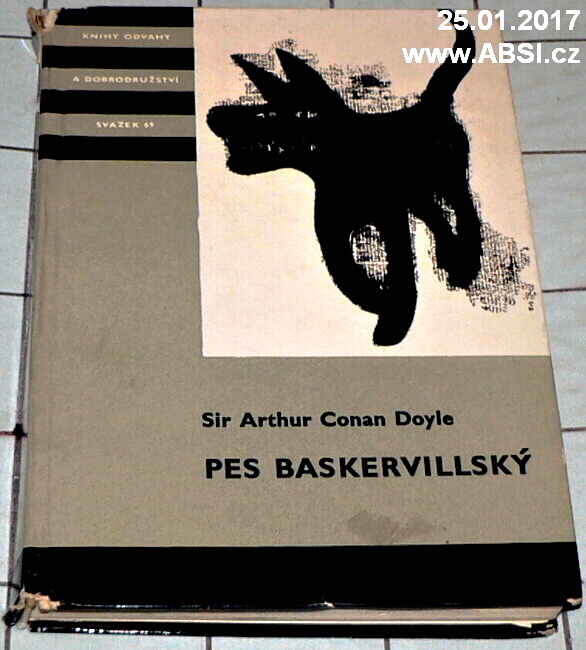 25.01.2017
www.ABSI.cz
KNIHY ODVAHY
A DOBRODRUŽSTVÍ
SVAZEK 69
Sir Arthur Conan Doyle
PES BASKERVILLSKÝ